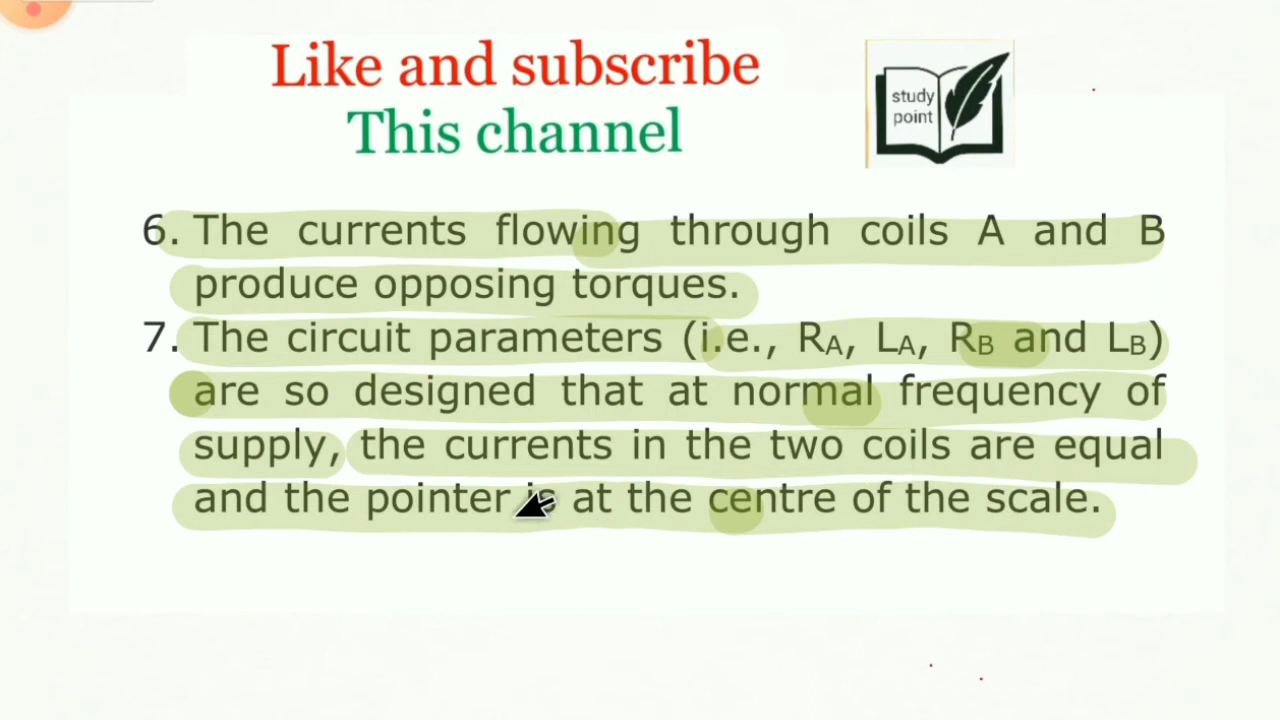 Like and subscribe
This channel
study
point
6. The currents flowing through coils A and B
produce opposing torques.
7. The circuit parameters (i.e., RA, LA, RB and LB)
are so designed that at normal frequency of
supply, the currents in the two coils are equal
and the pointer is at the centre of the scale.